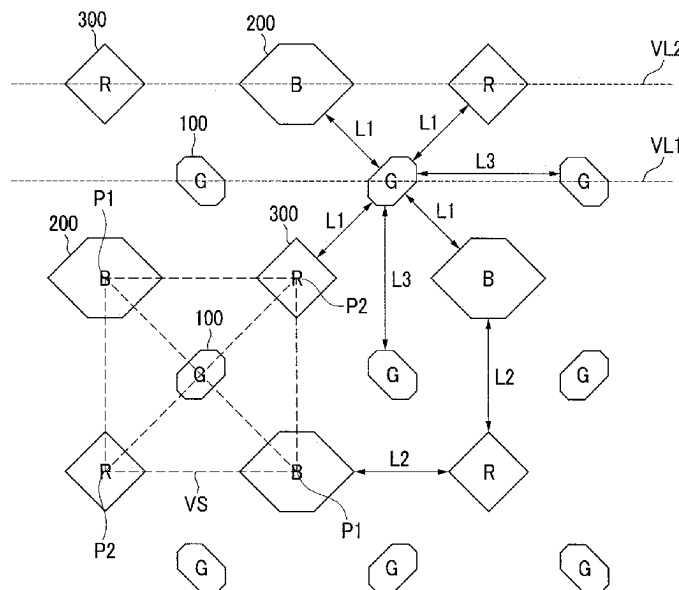 300 200
R B R VL2
L1 L1
100 L3
G G G VL1
P1
200 300 L1 L1
B R B
P2 L3
100
G G G
L2
R B L2 R
VS
P2 P1
G G G